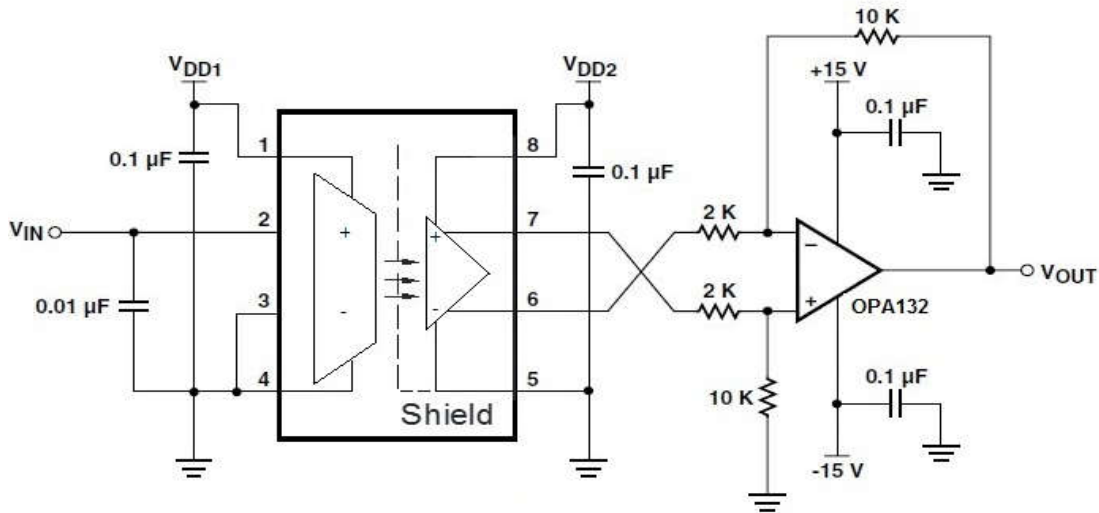 10 K
VDD1
VDD2
+15 V
0.1 µF
1
8
0.1 µF
0.1 µF
2 K
VIN
2
+
+
7
−
VOUT
3
2 K
0.01 µF
-
-
6
+
OPA132
4
5
0.1 µF
10 K
Shield
-15 V